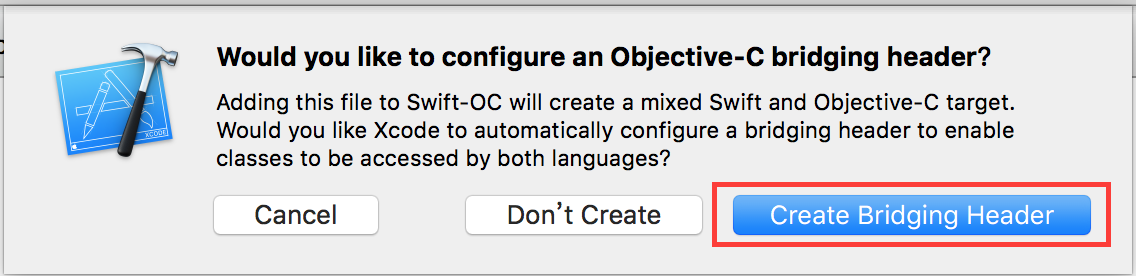 Would you like to configure an Objective-C bridging header?
Adding this file to Swift-OC will create a mixed Swift and Objective-C target.
Would you like Xcode to automatically configure a bridging header to enable
classes to be accessed by both languages?
XCODE
Cancel
Don’t Create
Create Bridging Header